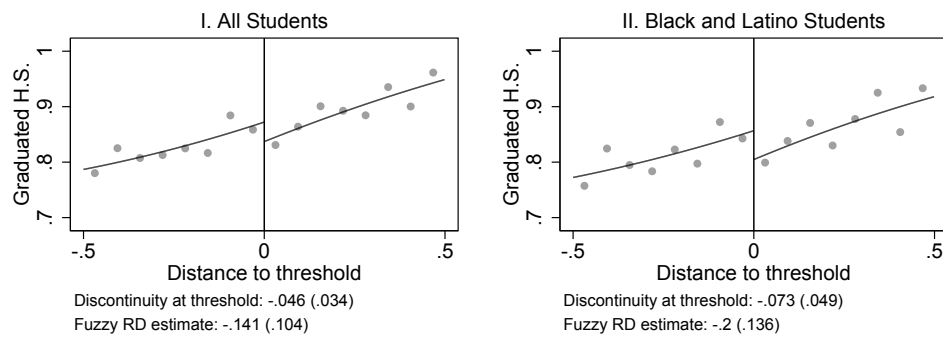 I. All Students
Graduated H.S.
1
.9
.8
.7
-.5
0
.5
Distance to threshold
Discontinuity at threshold: -.046 (.034)
Fuzzy RD estimate: -.141 (.104)
II. Black and Latino Students
Graduated H.S.
1
.9
.8
.7
-.5
0
.5
Distance to threshold
Discontinuity at threshold: -.073 (.049)
Fuzzy RD estimate: -.2 (.136)